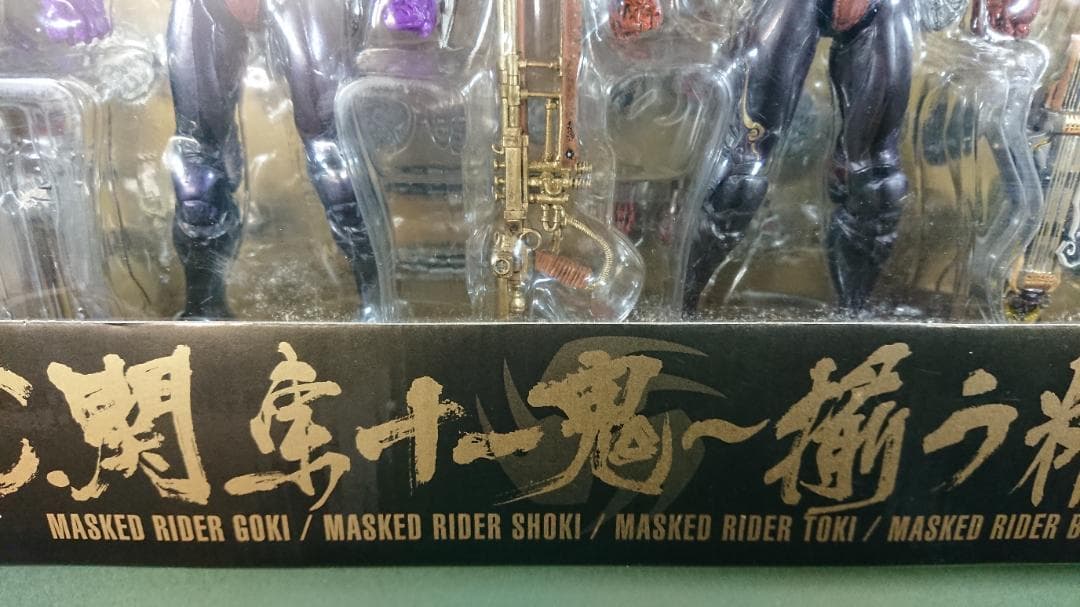 関東十一鬼〜揃う
MASKED RIDER GOKI / MASKED RIDER SHOKI / MASKED RIDER TOKI / MASKED RIDER B